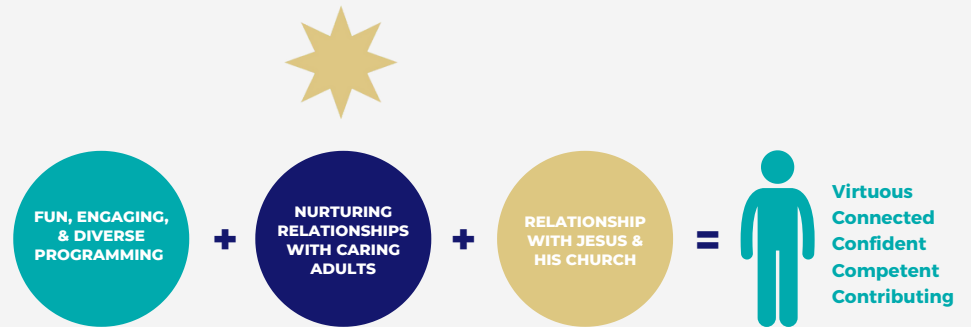 FUN, ENGAGING,
& DIVERSE
PROGRAMMING
+
NURTURING
RELATIONSHIPS
WITH CARING
ADULTS
+
RELATIONSHIP
WITH JESUS &
HIS CHURCH
=
Virtuous
Connected
Confident
Competent
Contributing